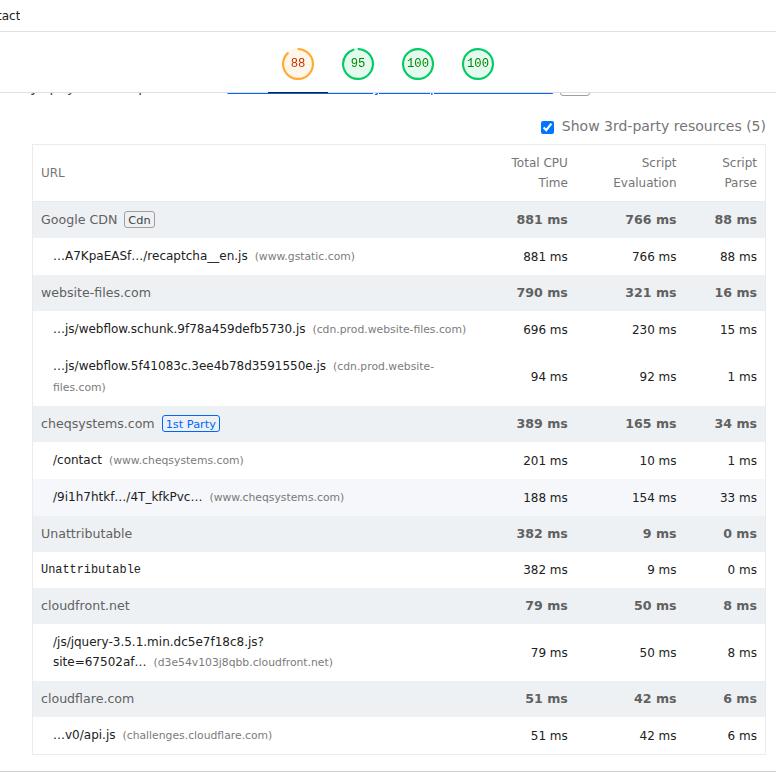 tact
88 95 100 100
Show 3rd-party resources (5)
URL Total CPU Time Script Evaluation Script Parse
Google CDN Cdn 881 ms 766 ms 88 ms
…A7KpaEASf…/recaptcha__en.js (www.gstatic.com) 881 ms 766 ms 88 ms
website-files.com 790 ms 321 ms 16 ms
…js/webflow.schunk.9f78a459defb5730.js (cdn.prod.website-files.com) 696 ms 230 ms 15 ms
…js/webflow.5f41083c.3ee4b78d3591550e.js (cdn.prod.website-
files.com) 94 ms 92 ms 1 ms
cheqsystems.com 1st Party 389 ms 165 ms 34 ms
/contact (www.cheqsystems.com) 201 ms 10 ms 1 ms
/9i1h7htkf…/4T_kfkPvc… (www.cheqsystems.com) 188 ms 154 ms 33 ms
Unattributable 382 ms 9 ms 0 ms
Unattributable 382 ms 9 ms 0 ms
cloudfront.net 79 ms 50 ms 8 ms
/js/jquery-3.5.1.min.dc5e7f18c8.js?
site=67502af… (d3e54v103j8qbb.cloudfront.net) 79 ms 50 ms 8 ms
cloudflare.com 51 ms 42 ms 6 ms
…v0/api.js (challenges.cloudflare.com) 51 ms 42 ms 6 ms